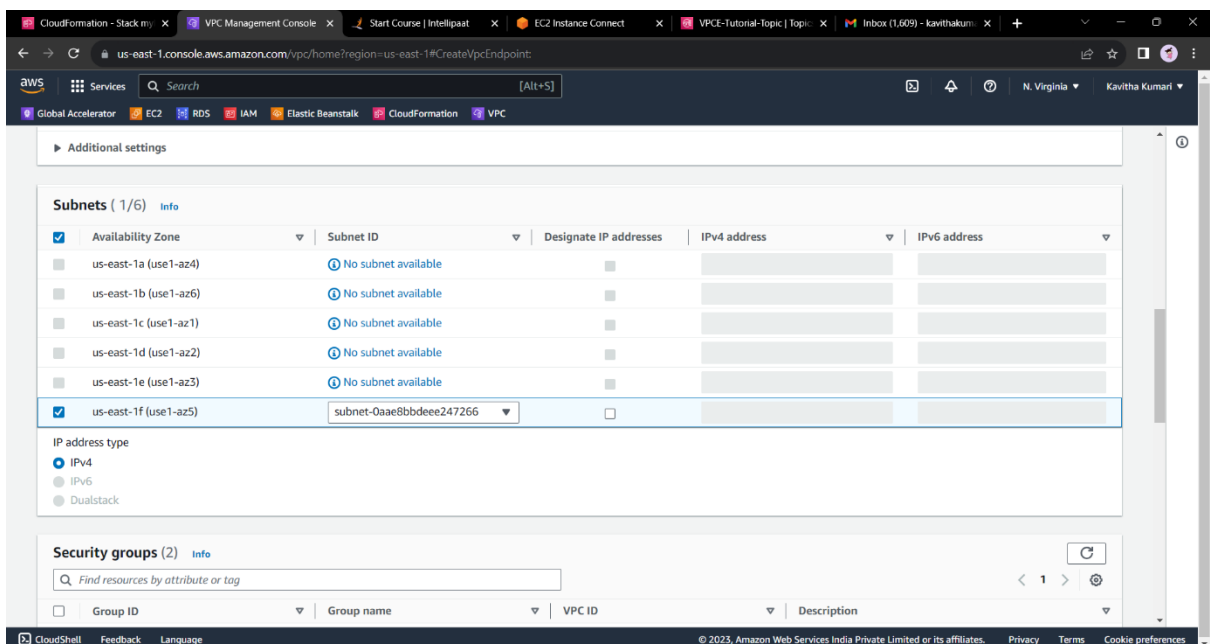 CloudFormation - Stack my
VPC Management Console
Start Course | Intellipaat
EC2 Instance Connect
VPCE-Tutorial-Topic | Topic
Inbox (1,609) - kavithakum
us-east-1.console.aws.amazon.com/vpc/home?region=us-east-1#CreateVpcEndpoint:
aws
Services
Search
[Alt+S]
N. Virginia
Kavitha Kumari
Global Accelerator EC2 RDS IAM Elastic Beanstalk CloudFormation VPC
Additional settings
Subnets ( 1/6) Info
Availability Zone Subnet ID Designate IP addresses IPv4 address IPv6 address
us-east-1a (use1-az4) No subnet available
us-east-1b (use1-az6) No subnet available
us-east-1c (use1-az1) No subnet available
us-east-1d (use1-az2) No subnet available
us-east-1e (use1-az3) No subnet available
us-east-1f (use1-az5) subnet-0aae8bbdeee247266
IP address type
IPv4
IPv6
Dualstack
Security groups (2) Info
Find resources by attribute or tag
1
Group ID Group name VPC ID Description
CloudShell Feedback Language © 2023, Amazon Web Services India Private Limited or its affiliates. Privacy Terms Cookie preferences